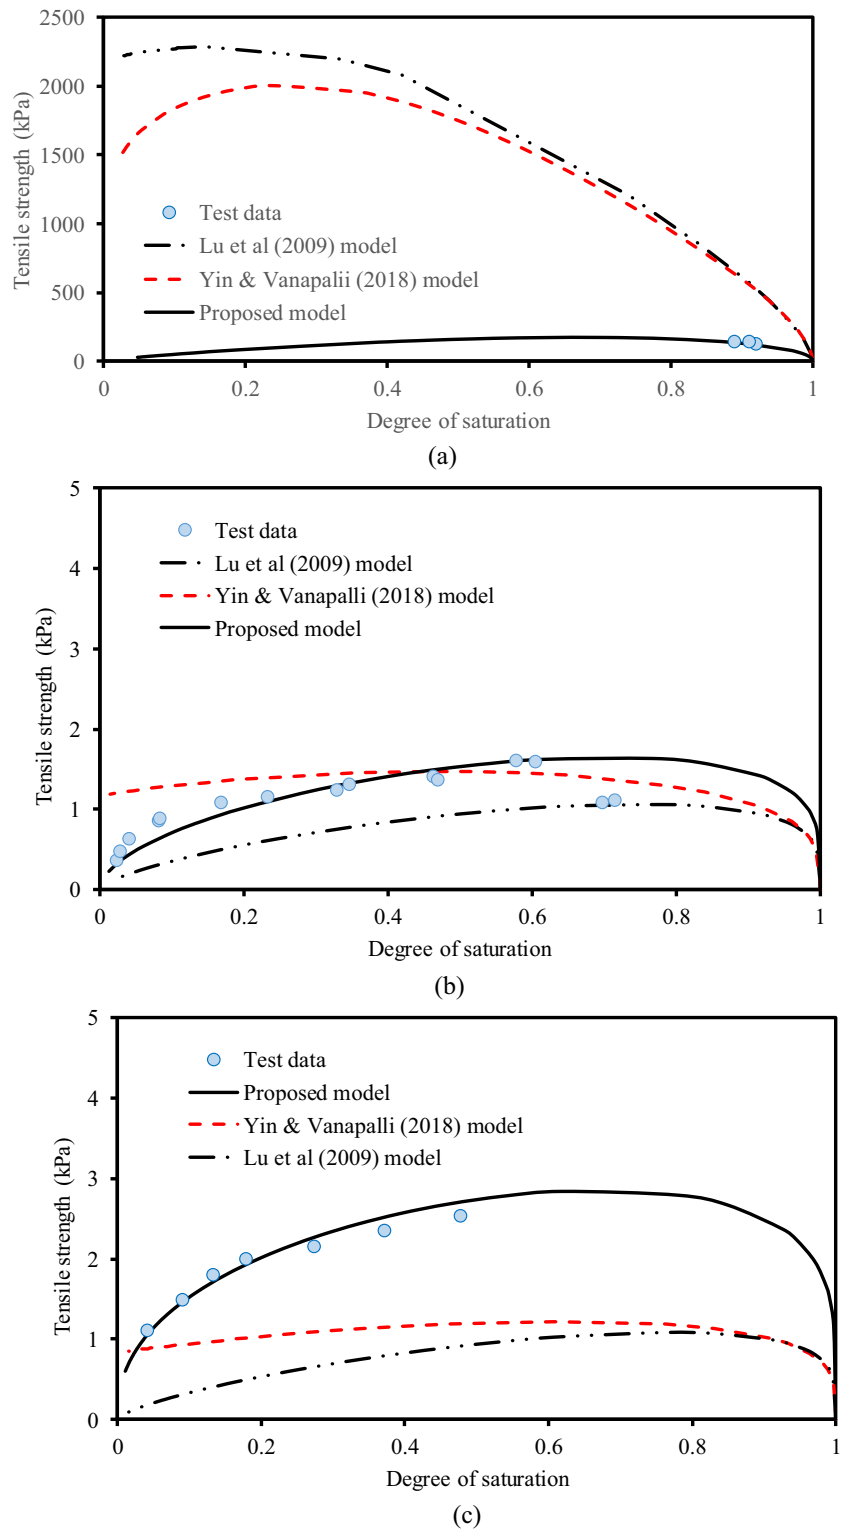 2500
2000
1500
1000
500
0
Tensile strength (kPa)
Test data
Lu et al (2009) model
Yin & Vanapalii (2018) model
Proposed model
0 0.2 0.4 0.6 0.8 1
Degree of saturation
(a)
5
4
3
2
1
0
Tensile strength (kPa)
Test data
Lu et al (2009) model
Yin & Vanapalli (2018) model
Proposed model
0 0.2 0.4 0.6 0.8 1
Degree of saturation
(b)
5
4
3
2
1
0
Tensile strength (kPa)
Test data
Proposed model
Yin & Vanapalli (2018) model
Lu et al (2009) model
0 0.2 0.4 0.6 0.8 1
Degree of saturation
(c)